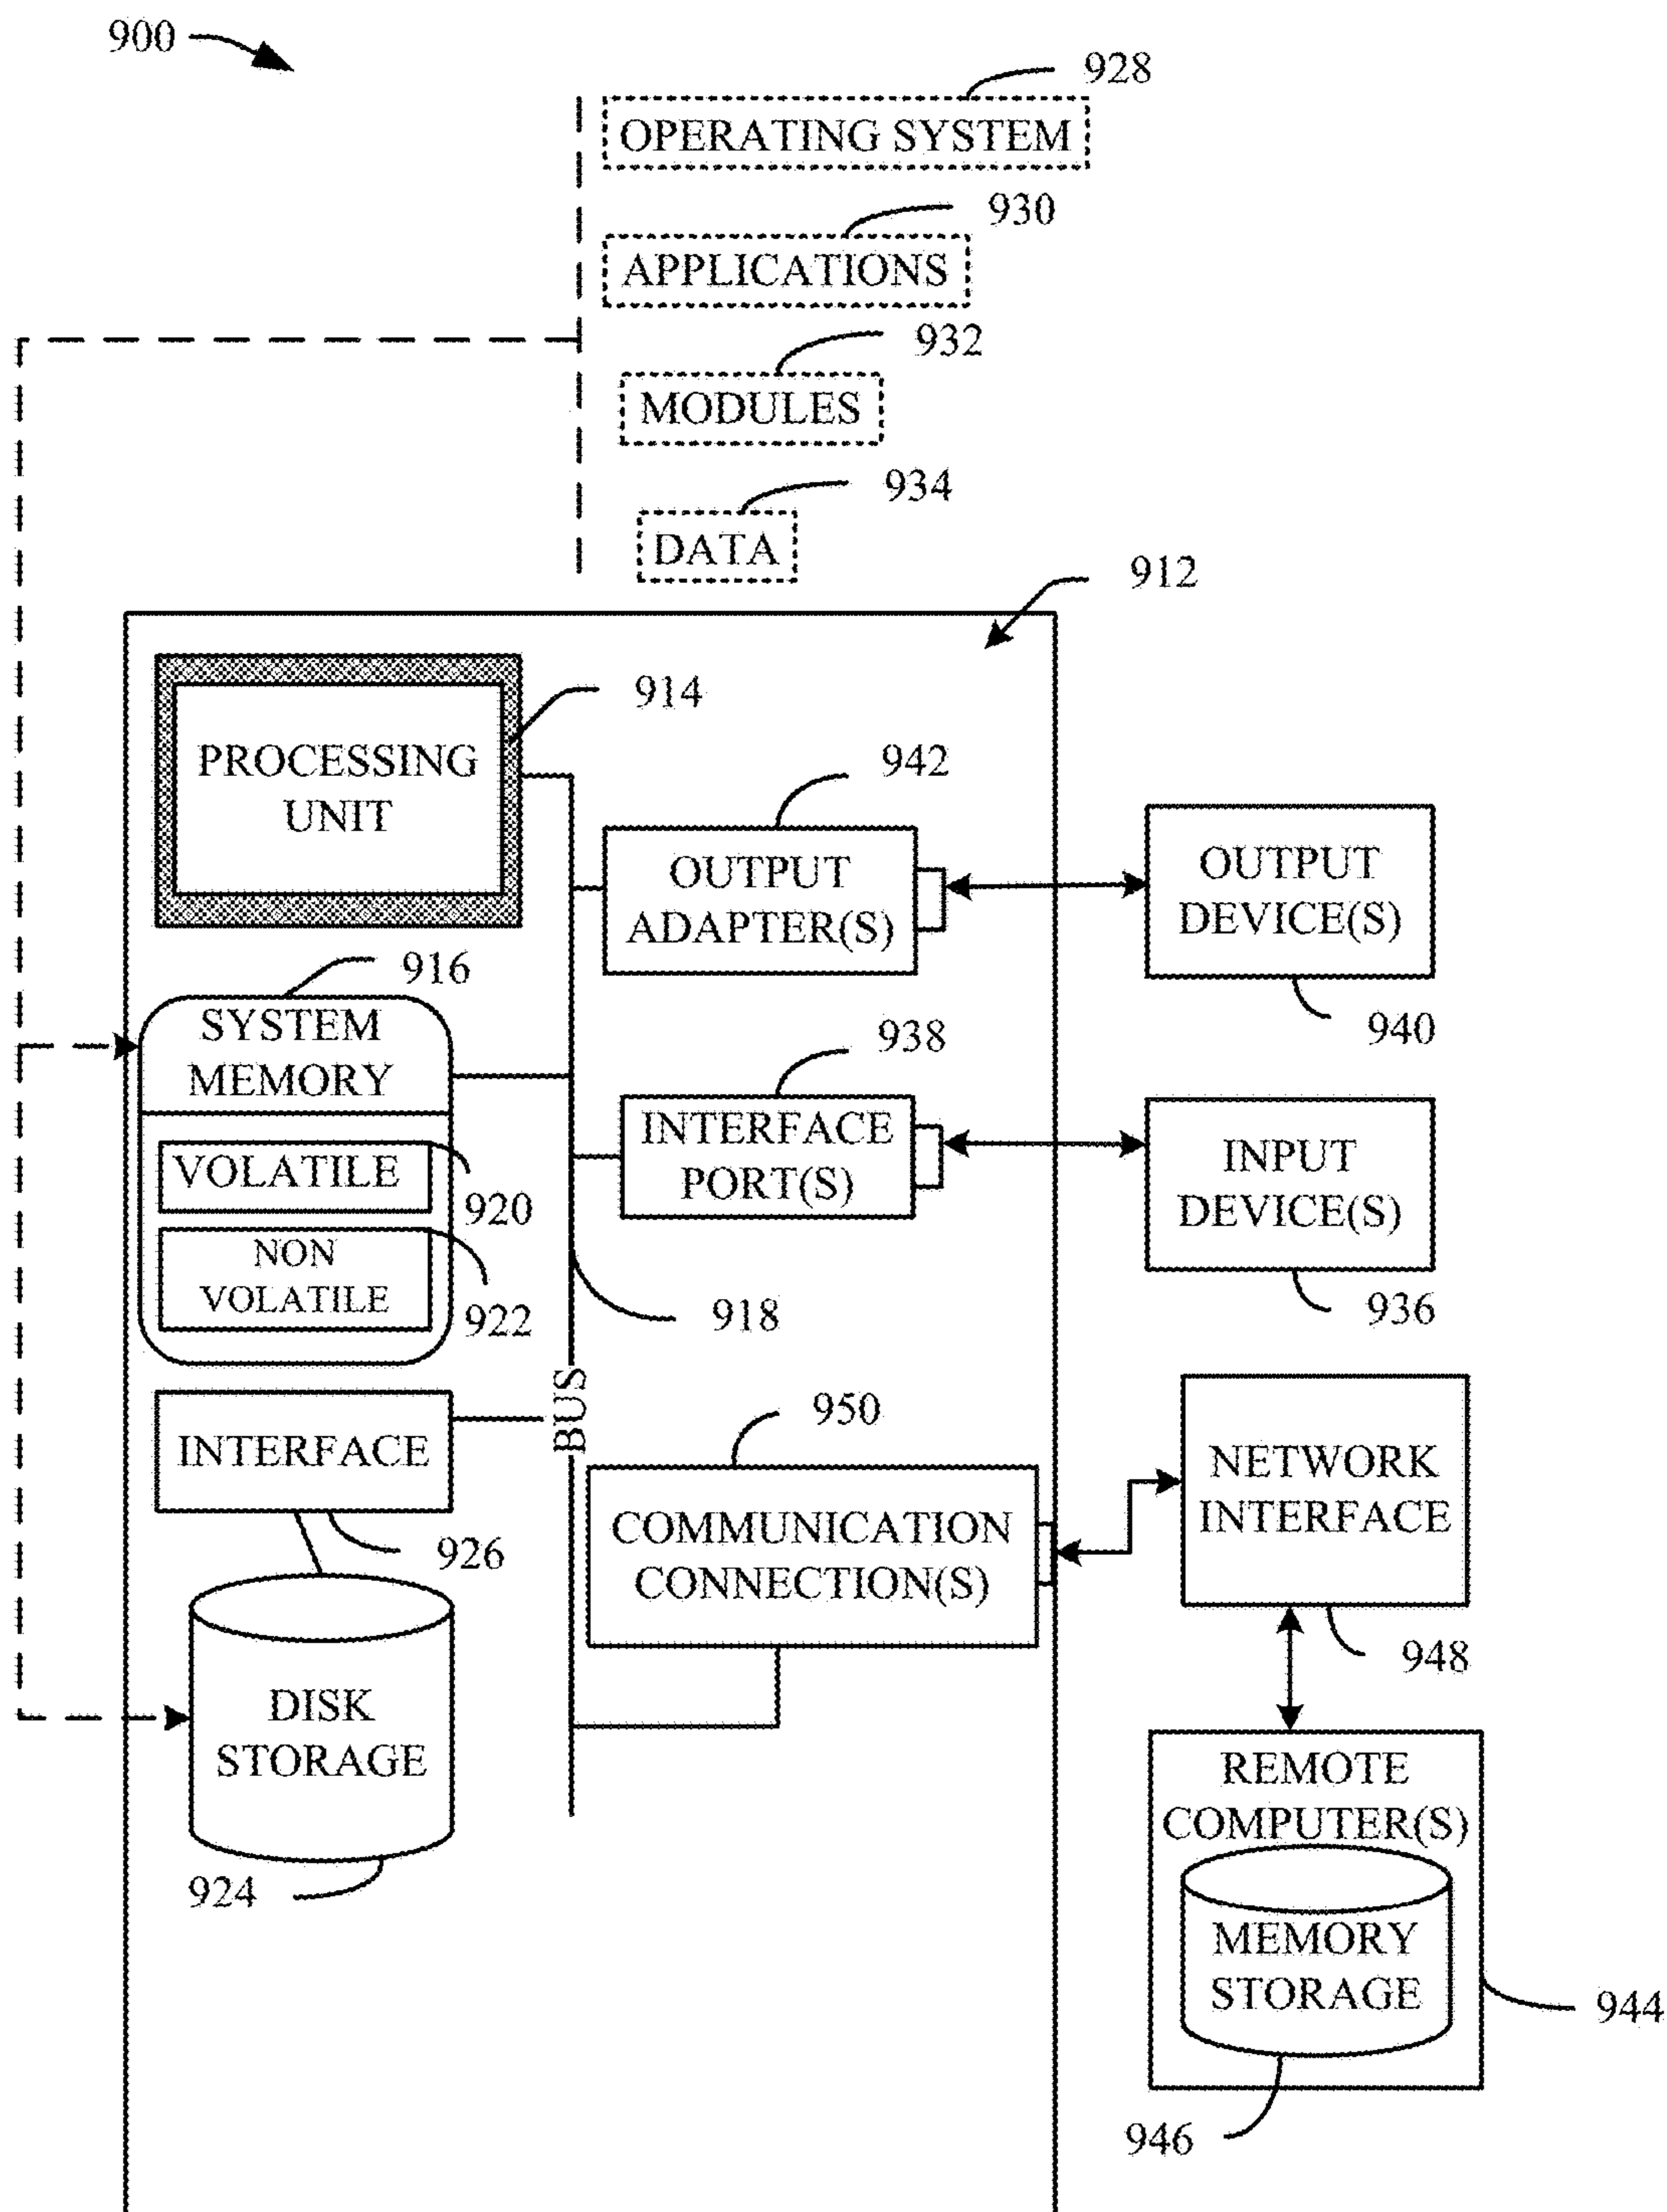 900
928
OPERATING SYSTEM
930
APPLICATIONS
932
MODULES
934
DATA
912
914
PROCESSING
UNIT
942
OUTPUT
ADAPTER(S)
OUTPUT
DEVICE(S)
940
916
SYSTEM
MEMORY
VOLATILE
920
NON
VOLATILE
922
938
INTERFACE
PORT(S)
INPUT
DEVICE(S)
936
918
BUS
INTERFACE
926
950
COMMUNICATION
CONNECTION(S)
NETWORK
INTERFACE
948
DISK
STORAGE
924
REMOTE
COMPUTER(S)
MEMORY
STORAGE
944
946